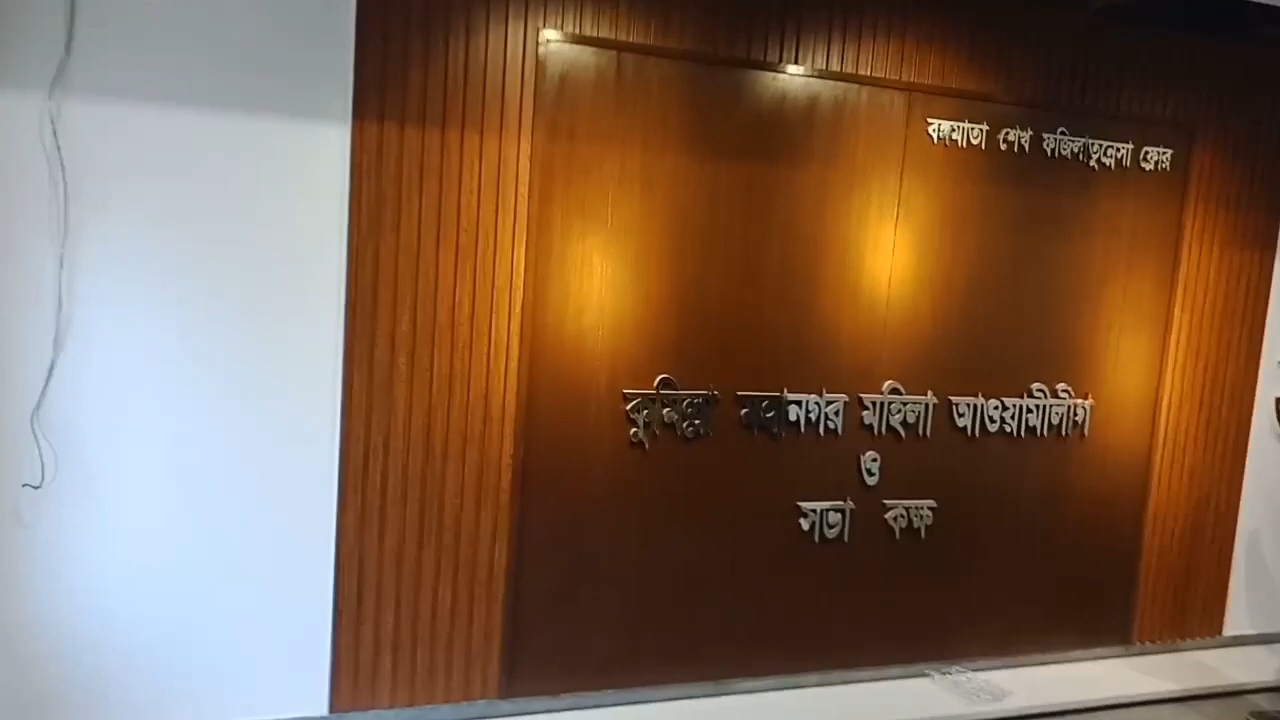 বঙ্গমাতা শেখ ফজিলাতুন্নেসা ফ্লোর
কুমিল্লা মহানগর মহিলা আওয়ামীলীগ
ও
সভা কক্ষ